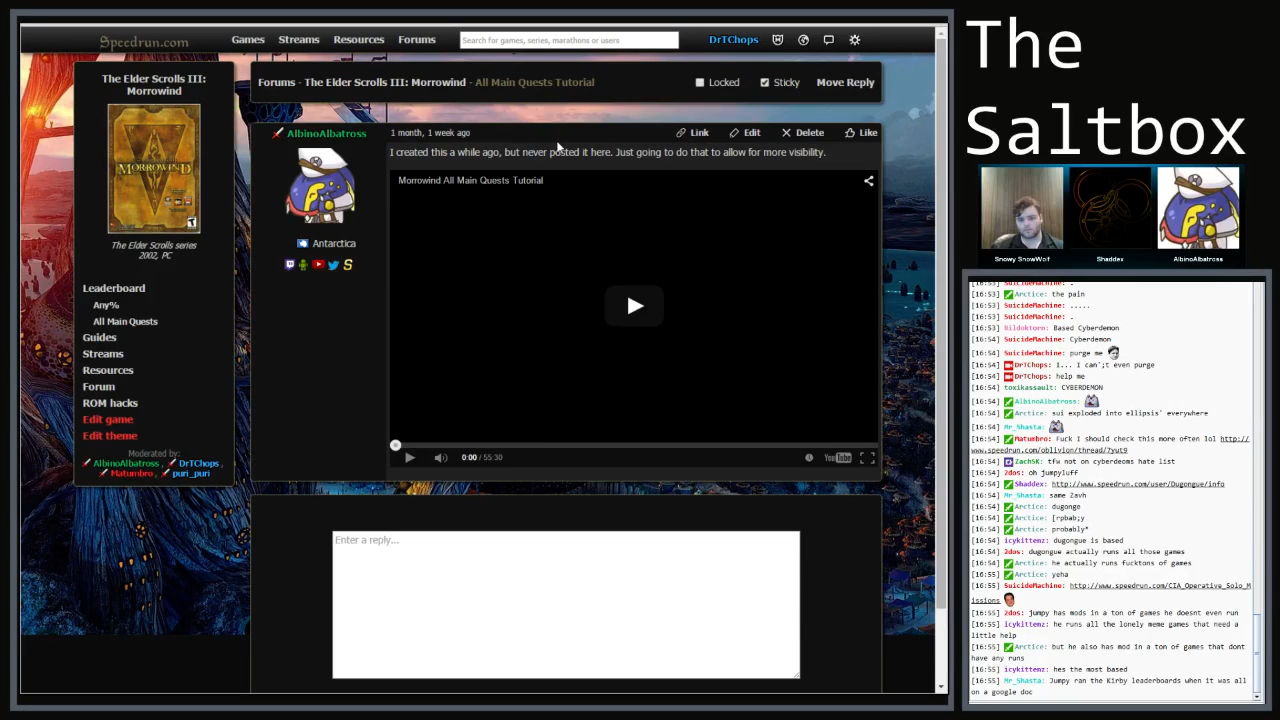 Speedrun.com
Games Streams Resources Forums
Search for games, series, marathons or users
DrTChops
The Elder Scrolls III:
Morrowind
MORROWIND
The Elder Scrolls series
2002, PC
Leaderboard
Any%
All Main Quests
Guides
Streams
Resources
Forum
ROM hacks
Edit game
Edit theme
Moderated by:
AlbinoAlbatross , DrTChops ,
Matumbro , puri_puri
Forums - The Elder Scrolls III: Morrowind - All Main Quests Tutorial
Locked Sticky Move Reply
AlbinoAlbatross
Antarctica
1 month, 1 week ago
Link Edit Delete Like
I created this a while ago, but never posted it here. Just going to do that to allow for more visibility.
Morrowind All Main Quests Tutorial
0:00 / 55:30
YouTube
Enter a reply...
The
Saltbox
Snowy SnowWolf Shaddex AlbinoAlbatross
[16:53] SuicideMachine: .
[16:53] Arctice: the pain
[16:53] SuicideMachine: .....
[16:53] SuicideMachine: .
[16:53] Bildoktorn: Based Cyberdemon
[16:54] SuicideMachine: Cyberdemon
[16:54] SuicideMachine: purge me
[16:54] DrTChops: I... I can';t even purge
[16:54] DrTChops: help me
[16:54] toxikassault: CYBERDEMON
[16:54] AlbinoAlbatross:
[16:54] Arctice: sui exploded into ellipsis' everywhere
[16:54] Mr_Shasta:
[16:54] Matumbro: Fuck I should check this more often lol http://
www.speedrun.com/oblivion/thread/7yut9
[16:54] ZachSK: tfw not on cyberdeoms hate list
[16:54] 2dos: oh jumpyluff
[16:54] Shaddex: http://www.speedrun.com/user/Dugongue/info
[16:54] Mr_Shasta: same Zavh
[16:54] Arctice: dugonge
[16:54] Arctice: [rpbab;y
[16:54] Arctice: probably*
[16:54] icykittenz: dugongue is based
[16:54] 2dos: dugongue actually runs all those games
[16:54] Arctice: he actually runs fucktons of games
[16:55] Arctice: yeha
[16:55] SuicideMachine: http://www.speedrun.com/CIA_Operative_Solo_M
issions
[16:55] 2dos: jumpy has mods in a ton of games he doesnt even run
[16:55] icykittenz: he runs all the lonely meme games that need a
little help
[16:55] Arctice: but he also has mod in a ton of games that dont
have any runs
[16:55] icykittenz: hes the most based
[16:55] Mr_Shasta: Jumpy ran the Kirby leaderboards when it was all
on a google doc